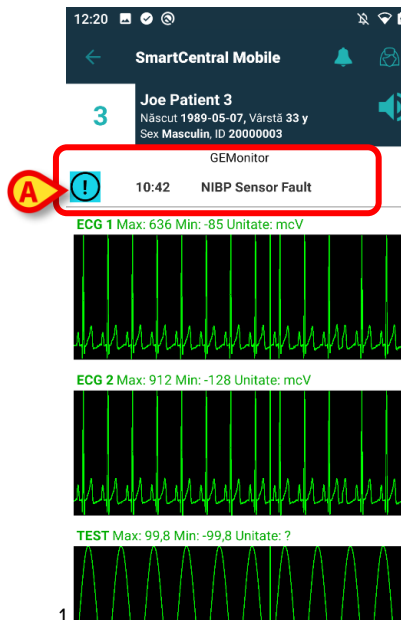 12:20
SmartCentral Mobile
3
Joe Patient 3
Născut 1989-05-07, Vârstă 33 y
Sex Masculin, ID 20000003
GEMonitor
A
! 10:42 NIBP Sensor Fault
ECG 1 Max: 636 Min: -85 Unitate: mcV
ECG 2 Max: 912 Min: -128 Unitate: mcV
TEST Max: 99,8 Min: -99,8 Unitate: ?
1